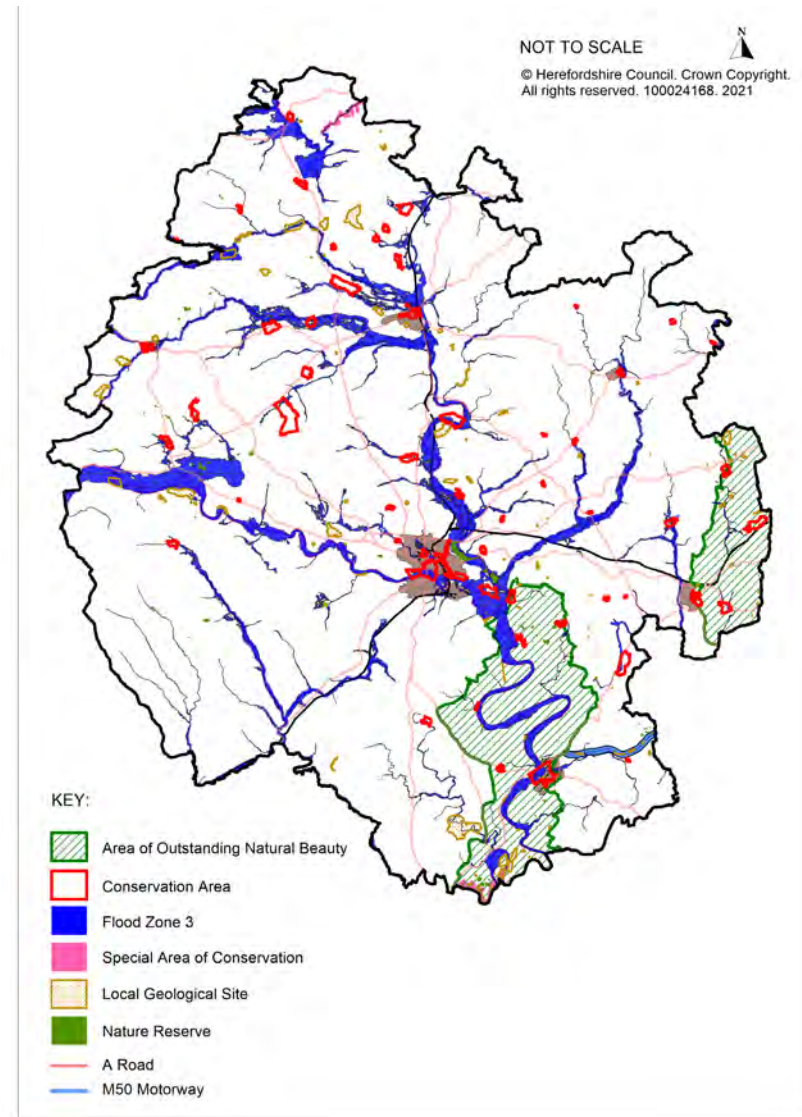 NOT TO SCALE
N
© Herefordshire Council. Crown Copyright.
All rights reserved. 100024168. 2021
KEY:
Area of Outstanding Natural Beauty
Conservation Area
Flood Zone 3
Special Area of Conservation
Local Geological Site
Nature Reserve
A Road
M50 Motorway